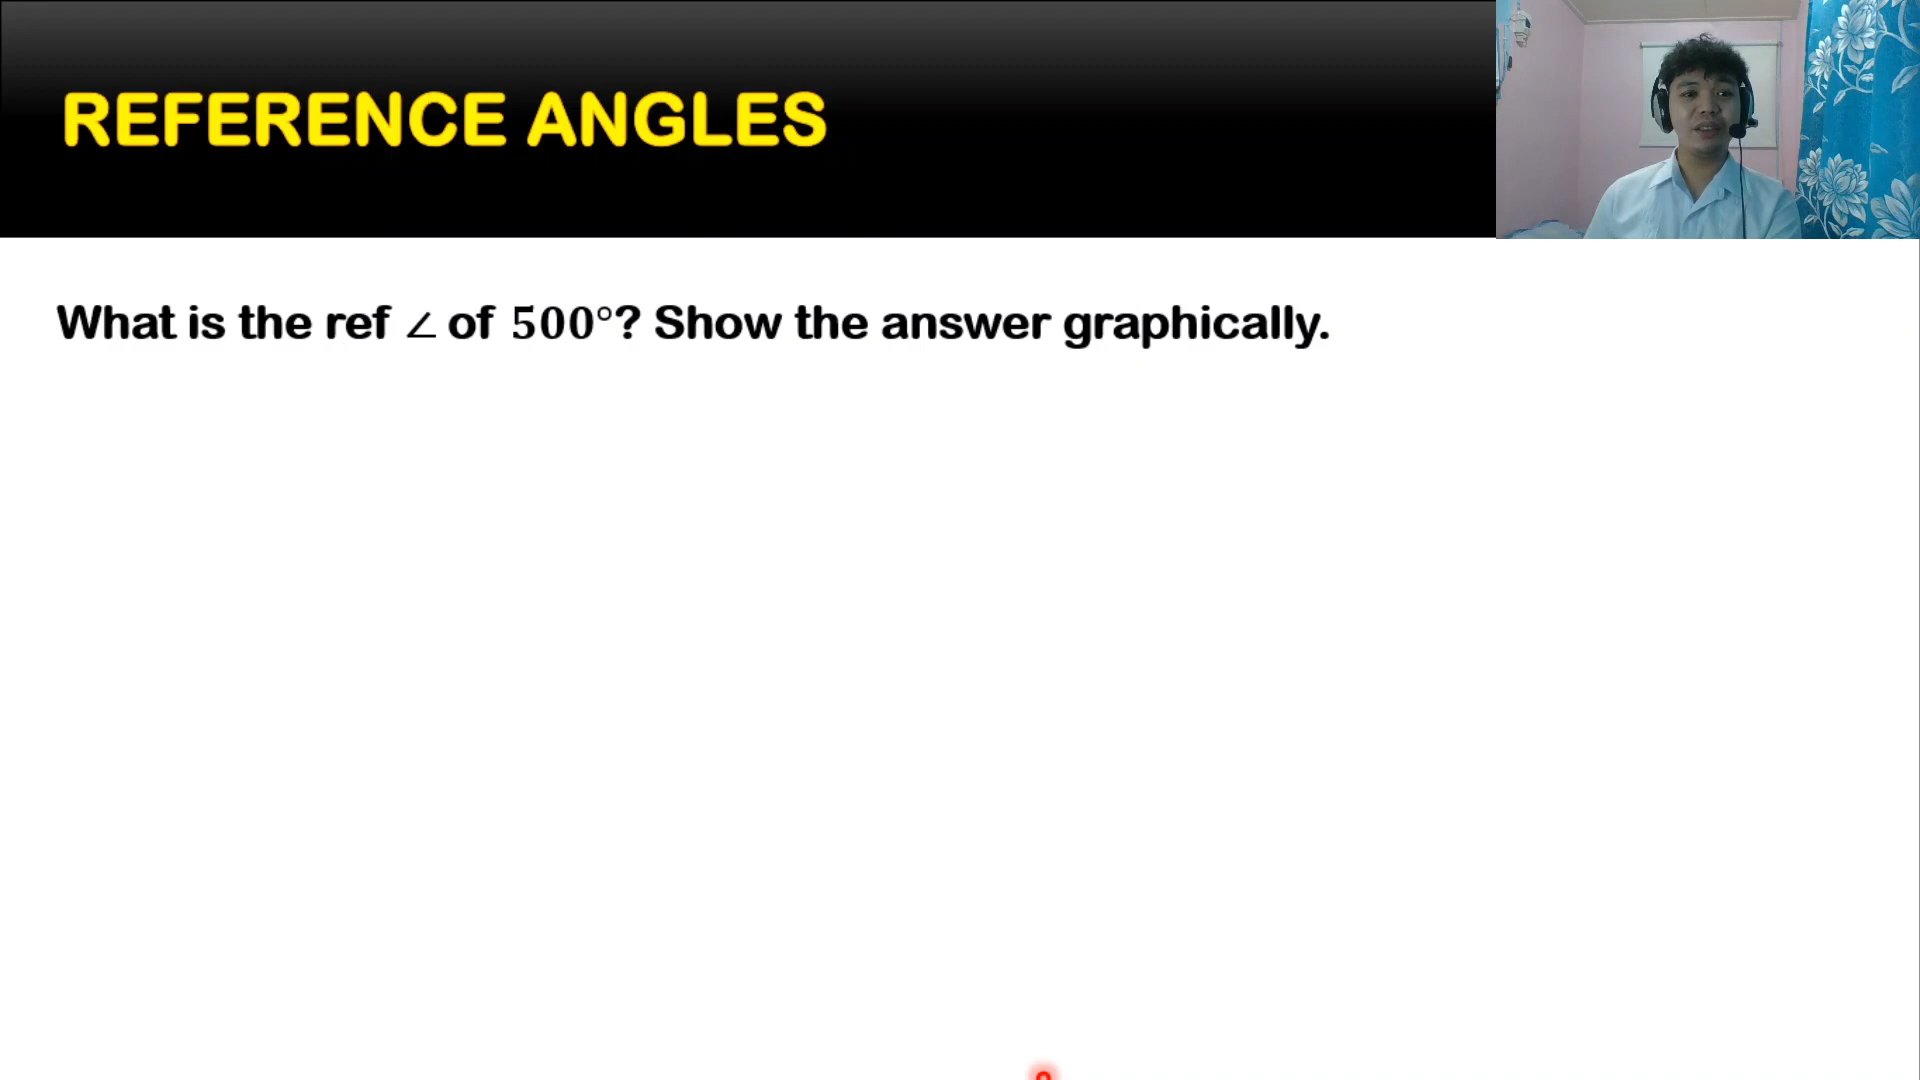 REFERENCE ANGLES
What is the ref ∠ of 500°? Show the answer graphically.